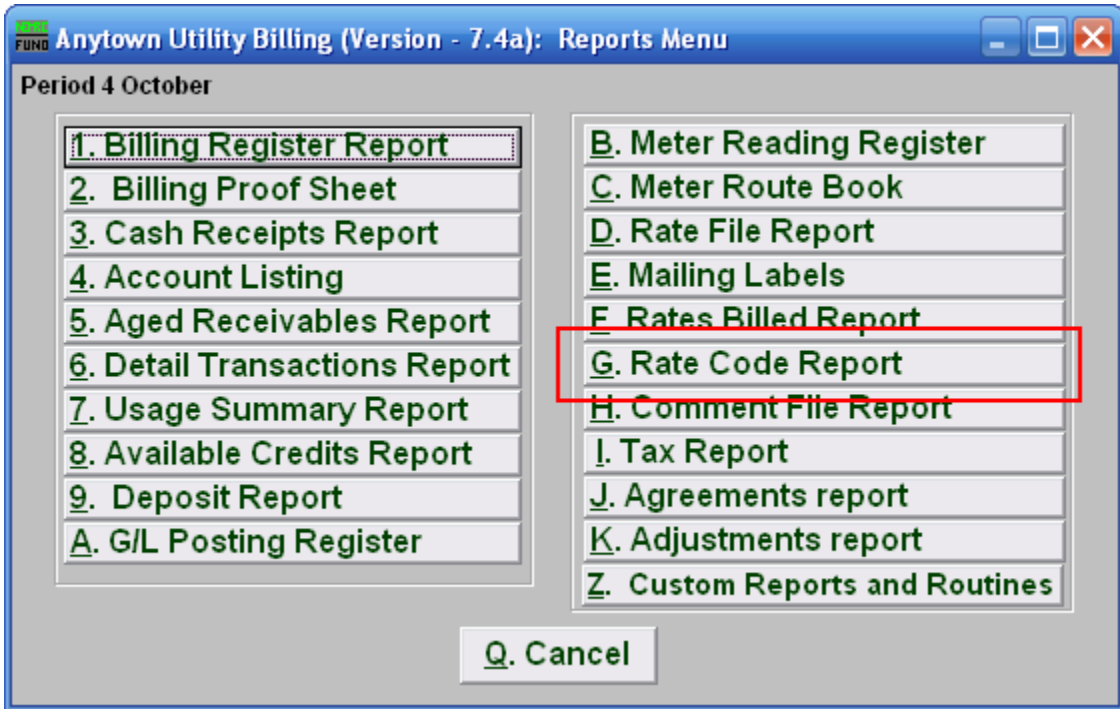 FUND Anytown Utility Billing (Version - 7.4a): Reports Menu
Period 4 October
1. Billing Register Report
2. Billing Proof Sheet
3. Cash Receipts Report
4. Account Listing
5. Aged Receivables Report
6. Detail Transactions Report
7. Usage Summary Report
8. Available Credits Report
9. Deposit Report
A. G/L Posting Register
B. Meter Reading Register
C. Meter Route Book
D. Rate File Report
E. Mailing Labels
F. Rates Billed Report
G. Rate Code Report
H. Comment File Report
I. Tax Report
J. Agreements report
K. Adjustments report
Z. Custom Reports and Routines
Q. Cancel